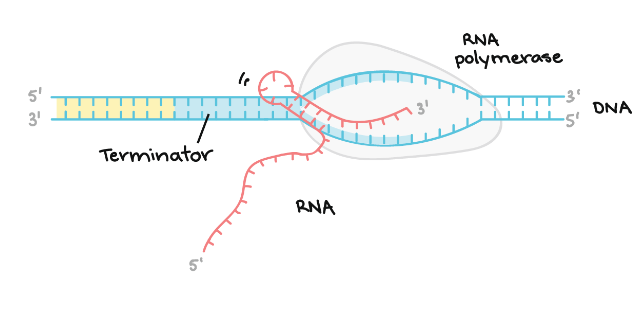 RNA
polymerase
5'
3'
3'
3'
5'
DNA
Terminator
RNA
5'